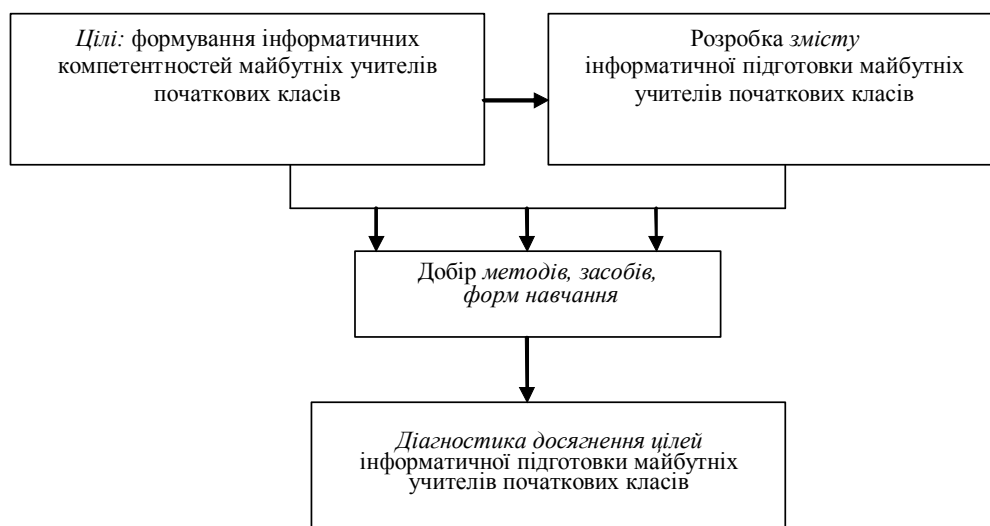 Цілі: формування інформатичних
компетентностей майбутніх учителів
початкових класів
Розробка змісту
інформатичної підготовки майбутніх
учителів початкових класів
Добір методів, засобів,
форм навчання
Діагностика досягнення цілей
інформатичної підготовки майбутніх
учителів початкових класів